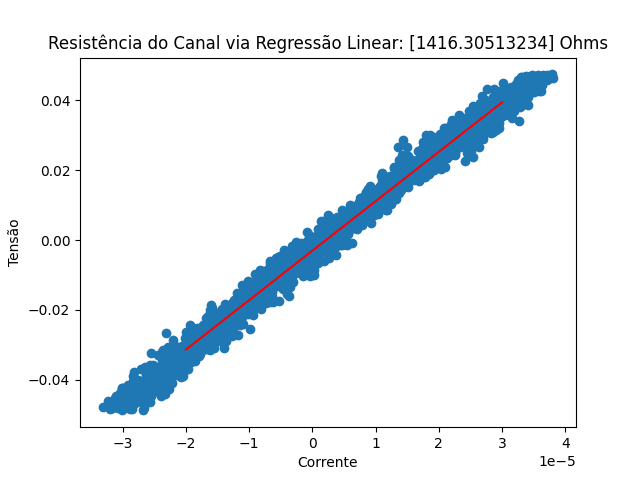 Resistência do Canal via Regressão Linear: [1416.30513234] Ohms
0.04
0.02
0.00
−0.02
−0.04
Tensão
−3 −2 −1 0 1 2 3 4
1e−5
Corrente